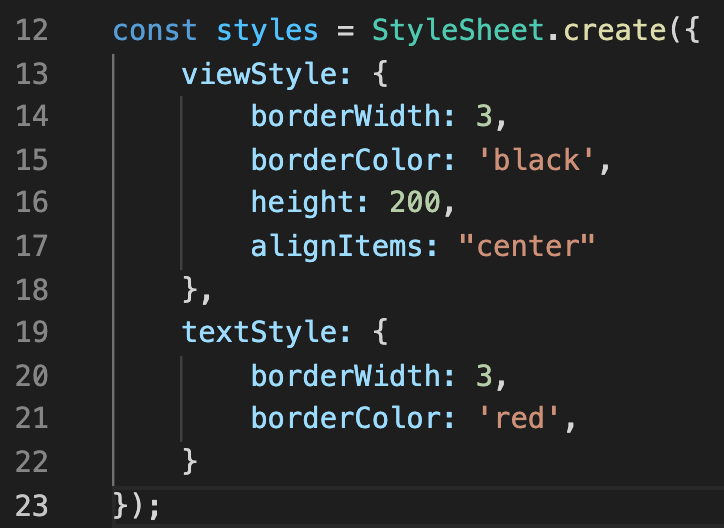 12 const styles = StyleSheet.create({
13     viewStyle: {
14         borderWidth: 3,
15         borderColor: 'black',
16         height: 200,
17         alignItems: "center"
18     },
19     textStyle: {
20         borderWidth: 3,
21         borderColor: 'red',
22     }
23 });